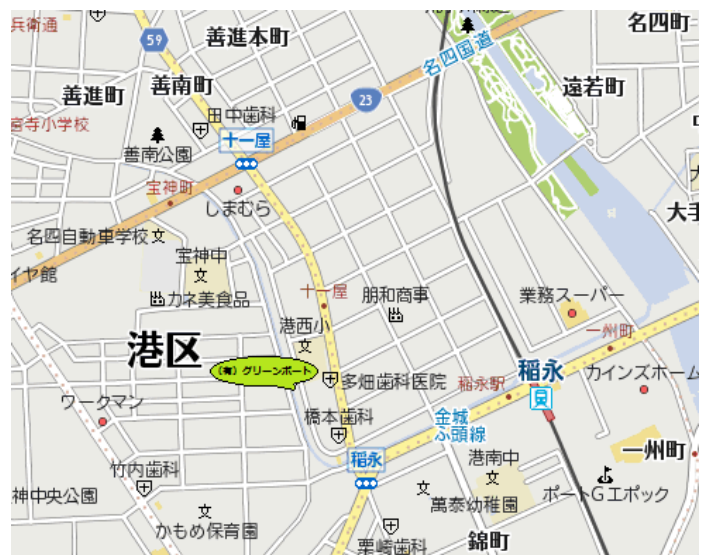 兵衛通
59
善進本町
名四国道
名四町
善進町
善南町
遠若町
23
田中歯科
十一屋
善南公園
宝神町
しまむら
大手
名四自動車学校
宝神中
イヤ館
カネ美食品
十一屋
朋和商事
業務スーパー
港西小
一州町
港区
(有) グリーンポート
稲永
多畑歯科医院
稲永駅
カインズホーム
ワークマン
橋本歯科
金城
ふ頭線
一州町
稲永
港南中
竹内歯科
神中央公園
萬泰幼稚園
ポートGエポック
かもめ保育園
栗崎歯科
錦町